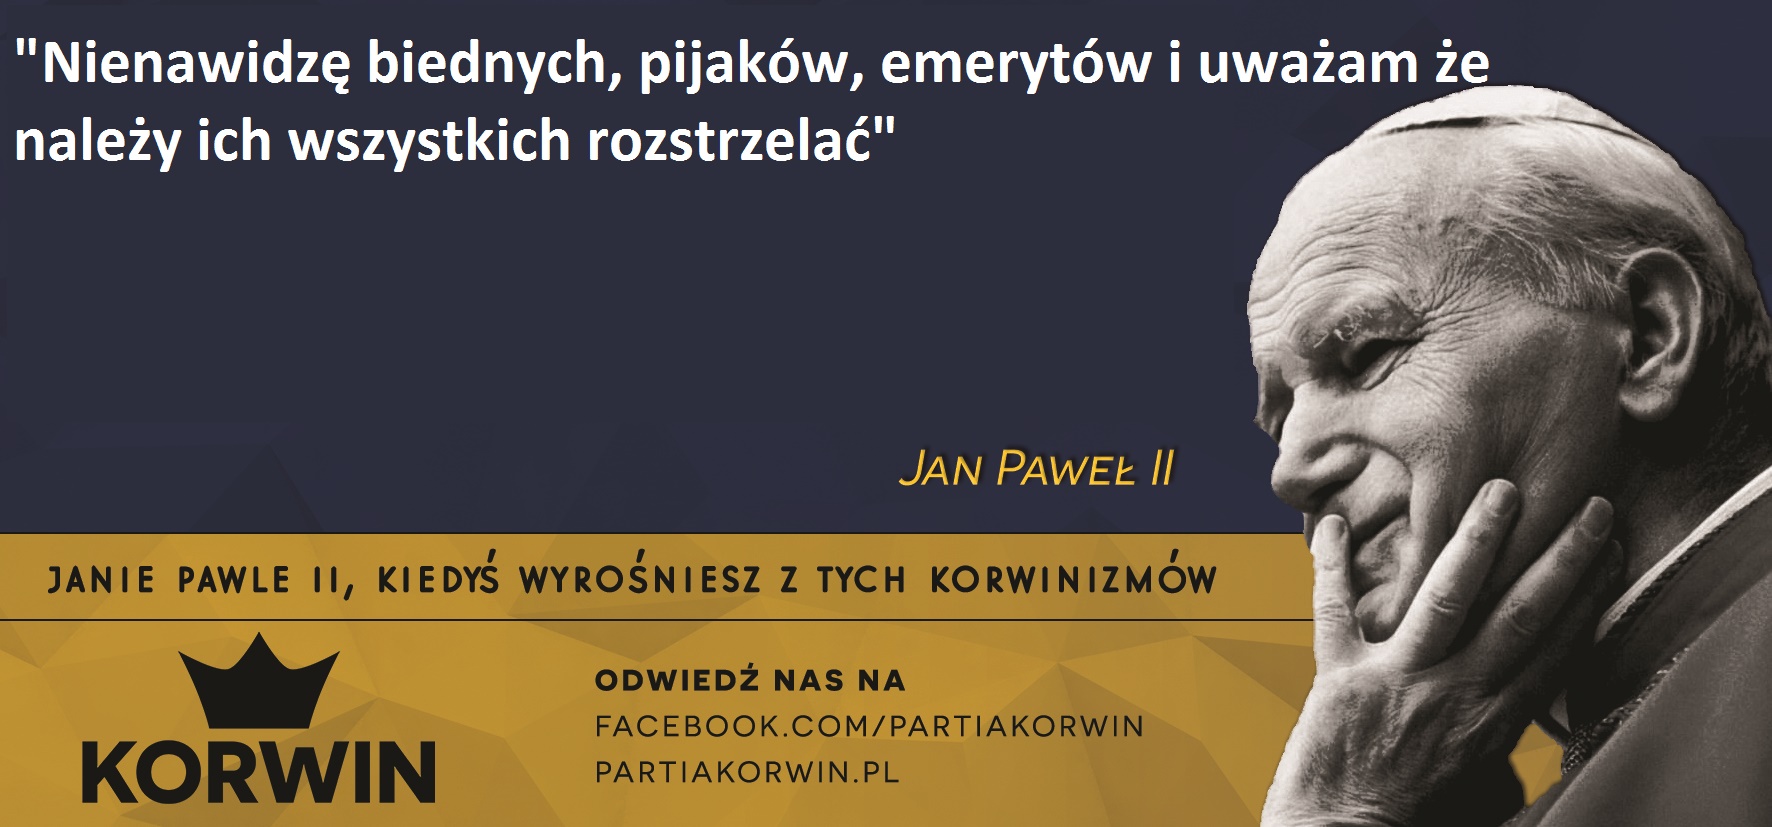 "Nienawidzę biednych, pijaków, emerytów i uważam że
należy ich wszystkich rozstrzelać"
Jan Paweł II
JANIE PAWLE II, KIEDYŚ WYROŚNIESZ Z TYCH KORWINIZMÓW
KORWIN
ODWIEDŹ NAS NA
FACEBOOK.COM/PARTIAKORWIN
PARTIAKORWIN.PL